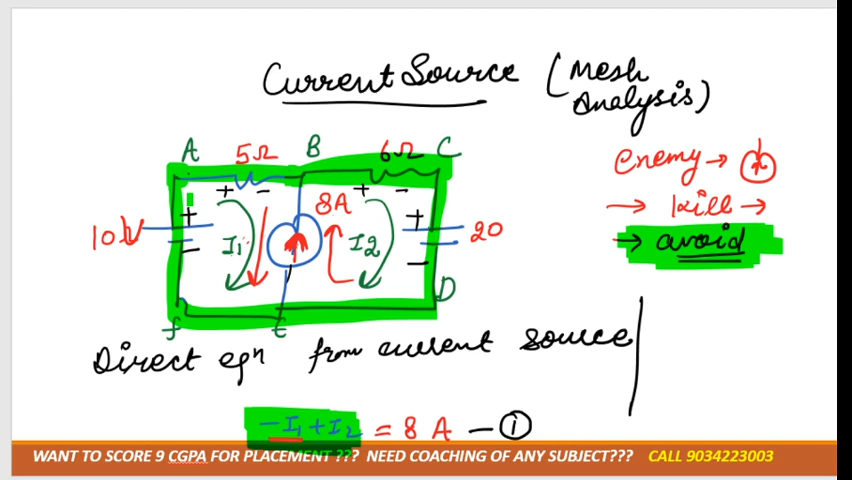 Current Source (Mesh
Analysis)
A 5Ω B 6Ω C
Enemy →
→ kill →
→ avoid
+ - 8A + -
+ +
10V I1 I2 20
- -
D
f E
Direct eqn from current source
-I1 + I2 = 8 A — ①
WANT TO SCORE 9 CGPA FOR PLACEMENT ??? NEED COACHING OF ANY SUBJECT??? CALL 9034223003